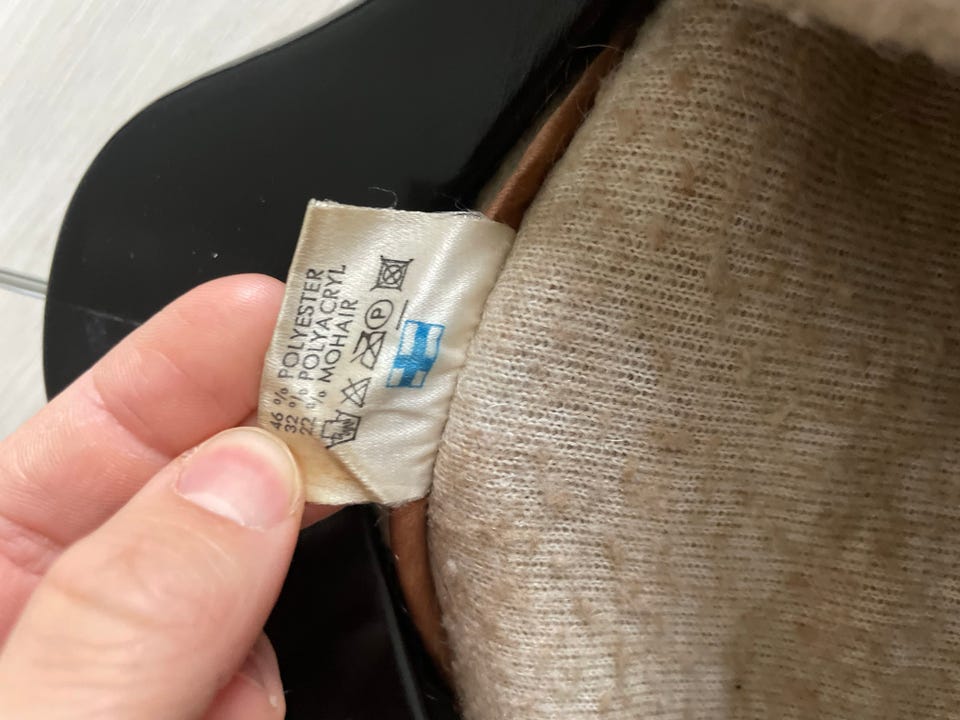 46 % POLYESTER
32 % POLYACRYL
22 % MOHAIR
P